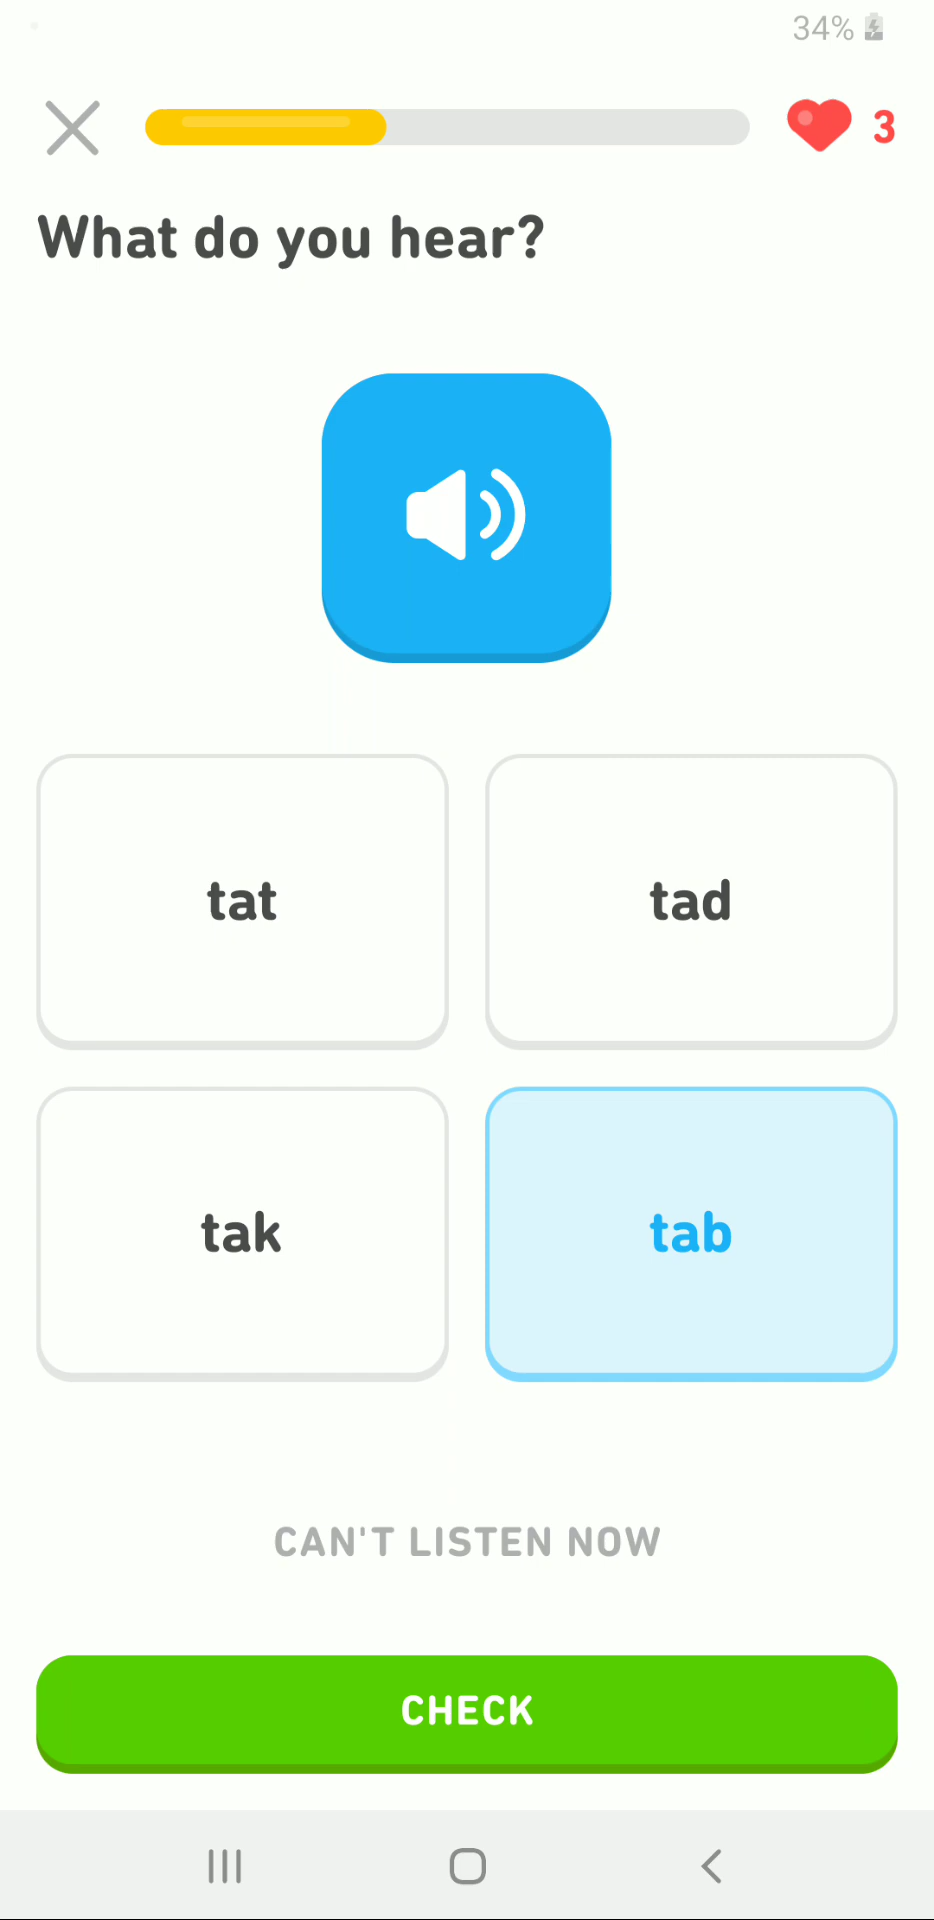 34%
3
What do you hear?
tat
tad
tak
tab
CAN'T LISTEN NOW
CHECK